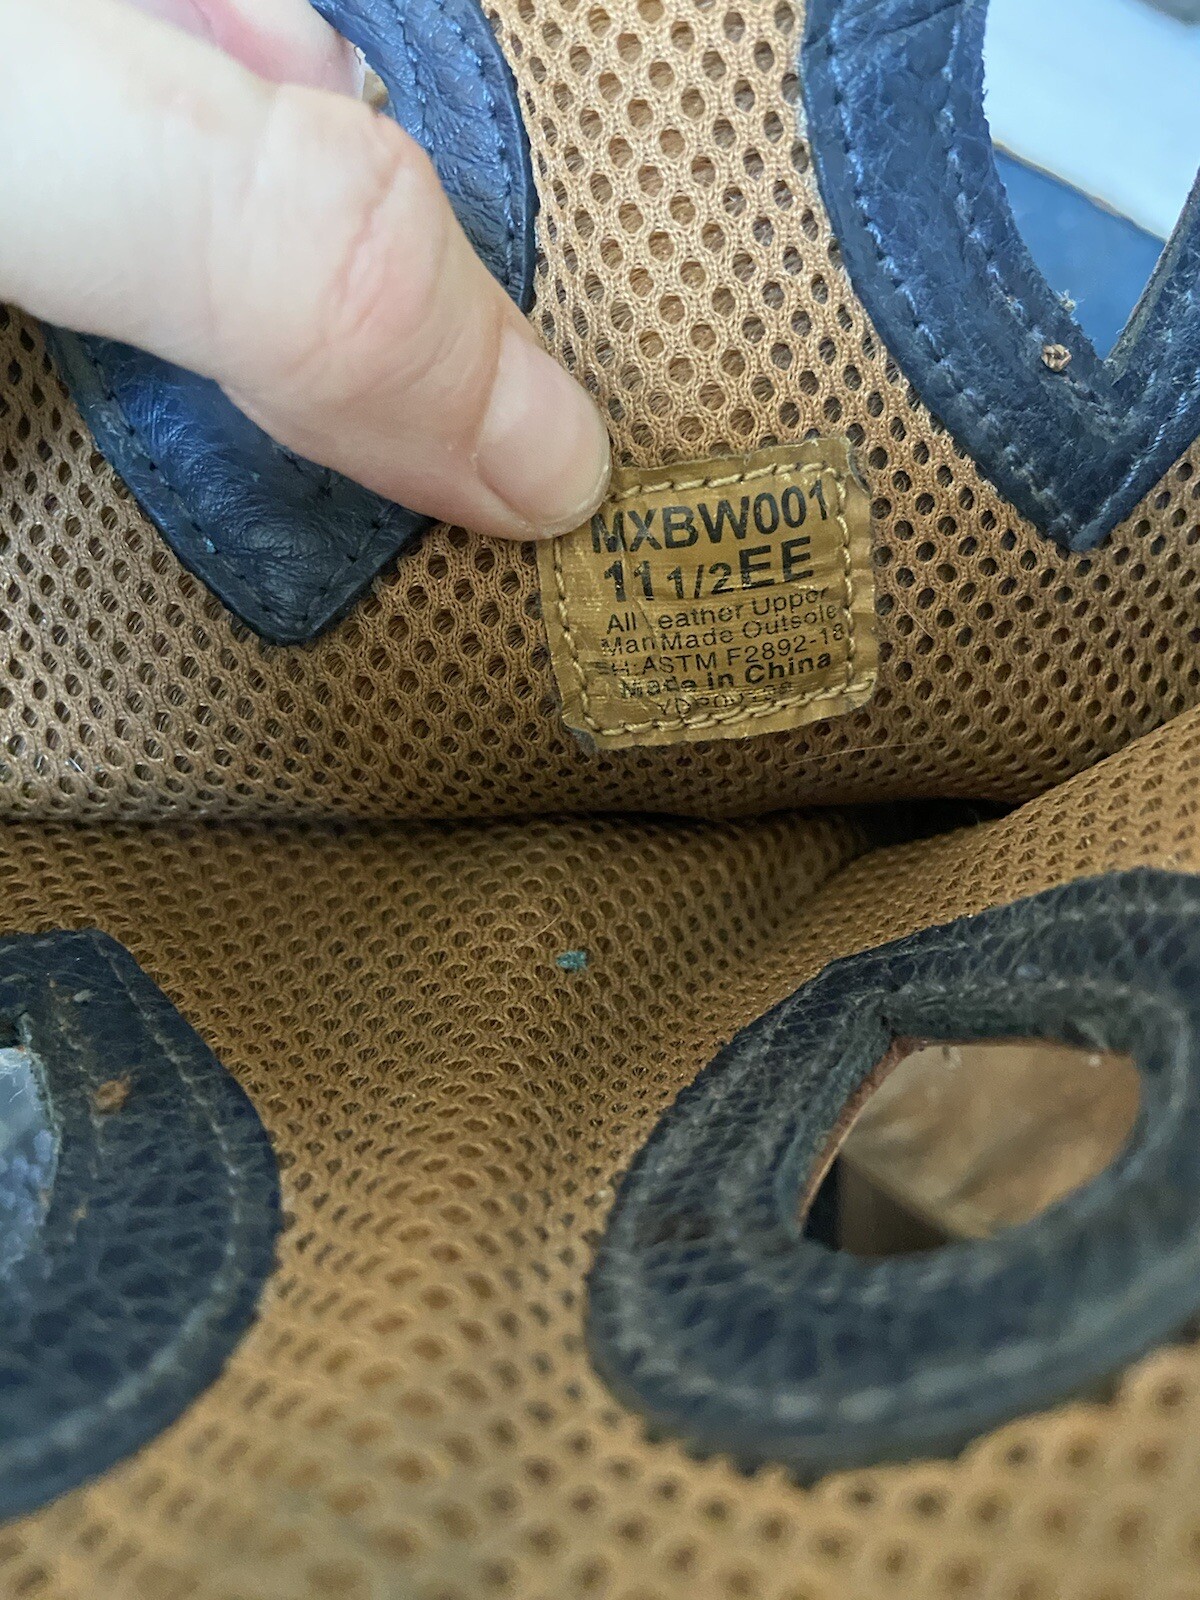 MXBW001
11 1/2EE
All Leather Upper
Man Made Outsole
EH:ASTM F2892-18
Made in China